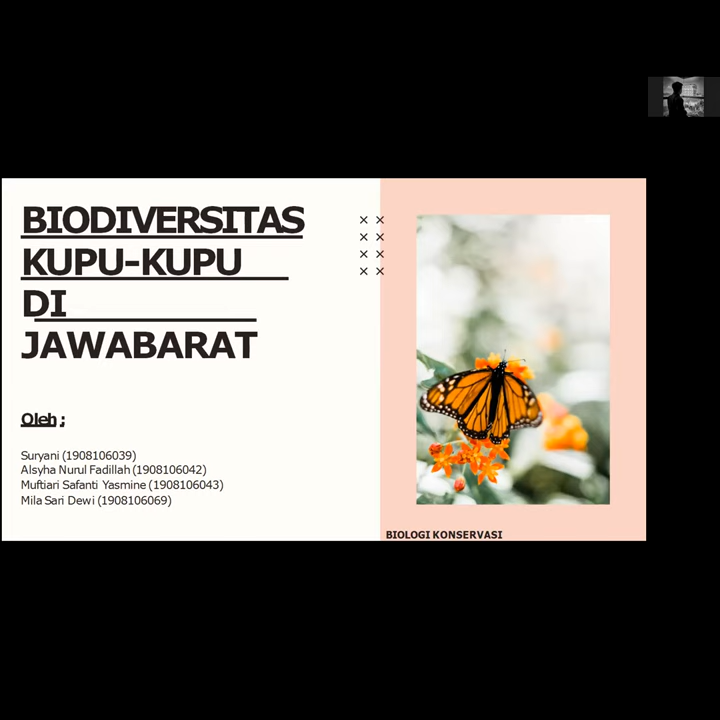 BIODIVERSITAS
KUPU-KUPU
DI
JAWABARAT
Oleh ;
Suryani (1908106039)
Alsyha Nurul Fadillah (1908106042)
Muftiari Safanti Yasmine (1908106043)
Mila Sari Dewi (1908106069)
BIOLOGI KONSERVASI